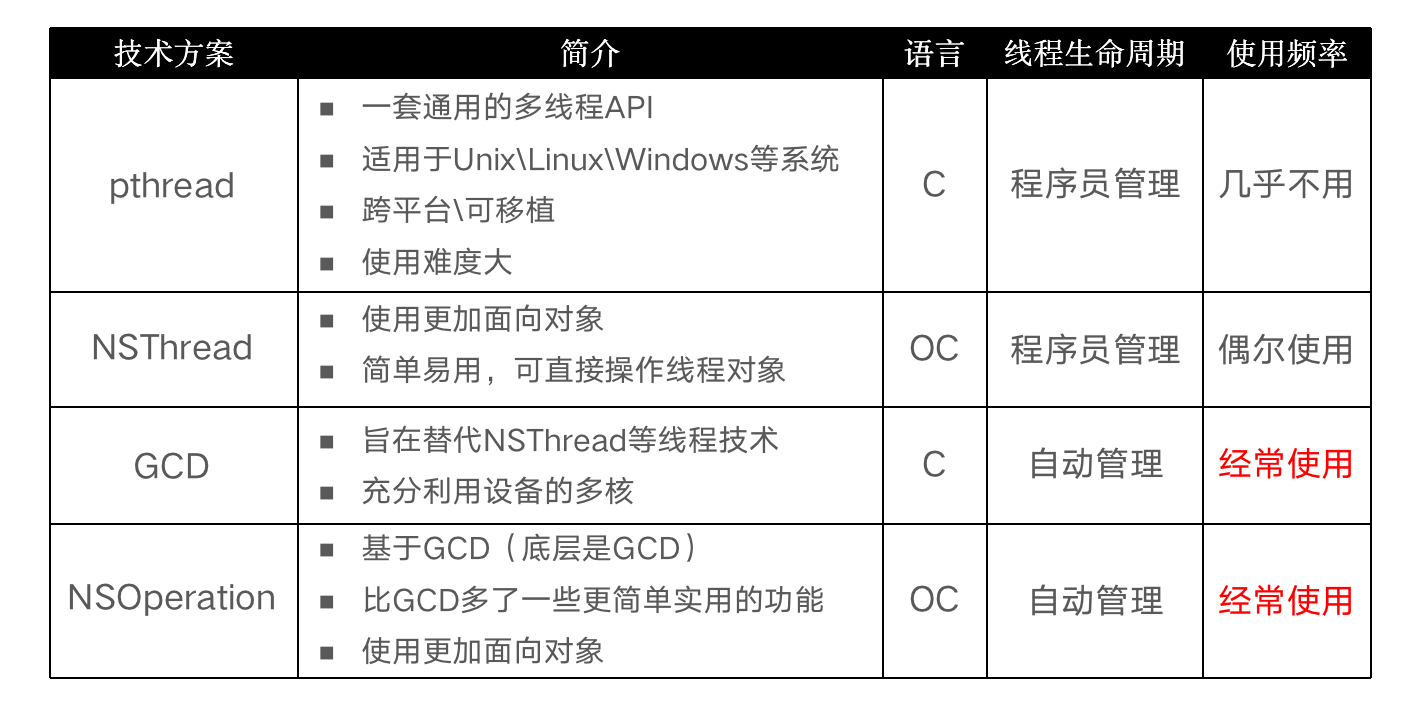 技术方案 简介 语言 线程生命周期 使用频率
pthread
■ 一套通用的多线程API
■ 适用于Unix\Linux\Windows等系统
■ 跨平台\可移植
■ 使用难度大
C
程序员管理
几乎不用
NSThread
■ 使用更加面向对象
■ 简单易用，可直接操作线程对象
OC
程序员管理
偶尔使用
GCD
■ 旨在替代NSThread等线程技术
■ 充分利用设备的多核
C
自动管理
经常使用
NSOperation
■ 基于GCD（底层是GCD）
■ 比GCD多了一些更简单实用的功能
■ 使用更加面向对象
OC
自动管理
经常使用